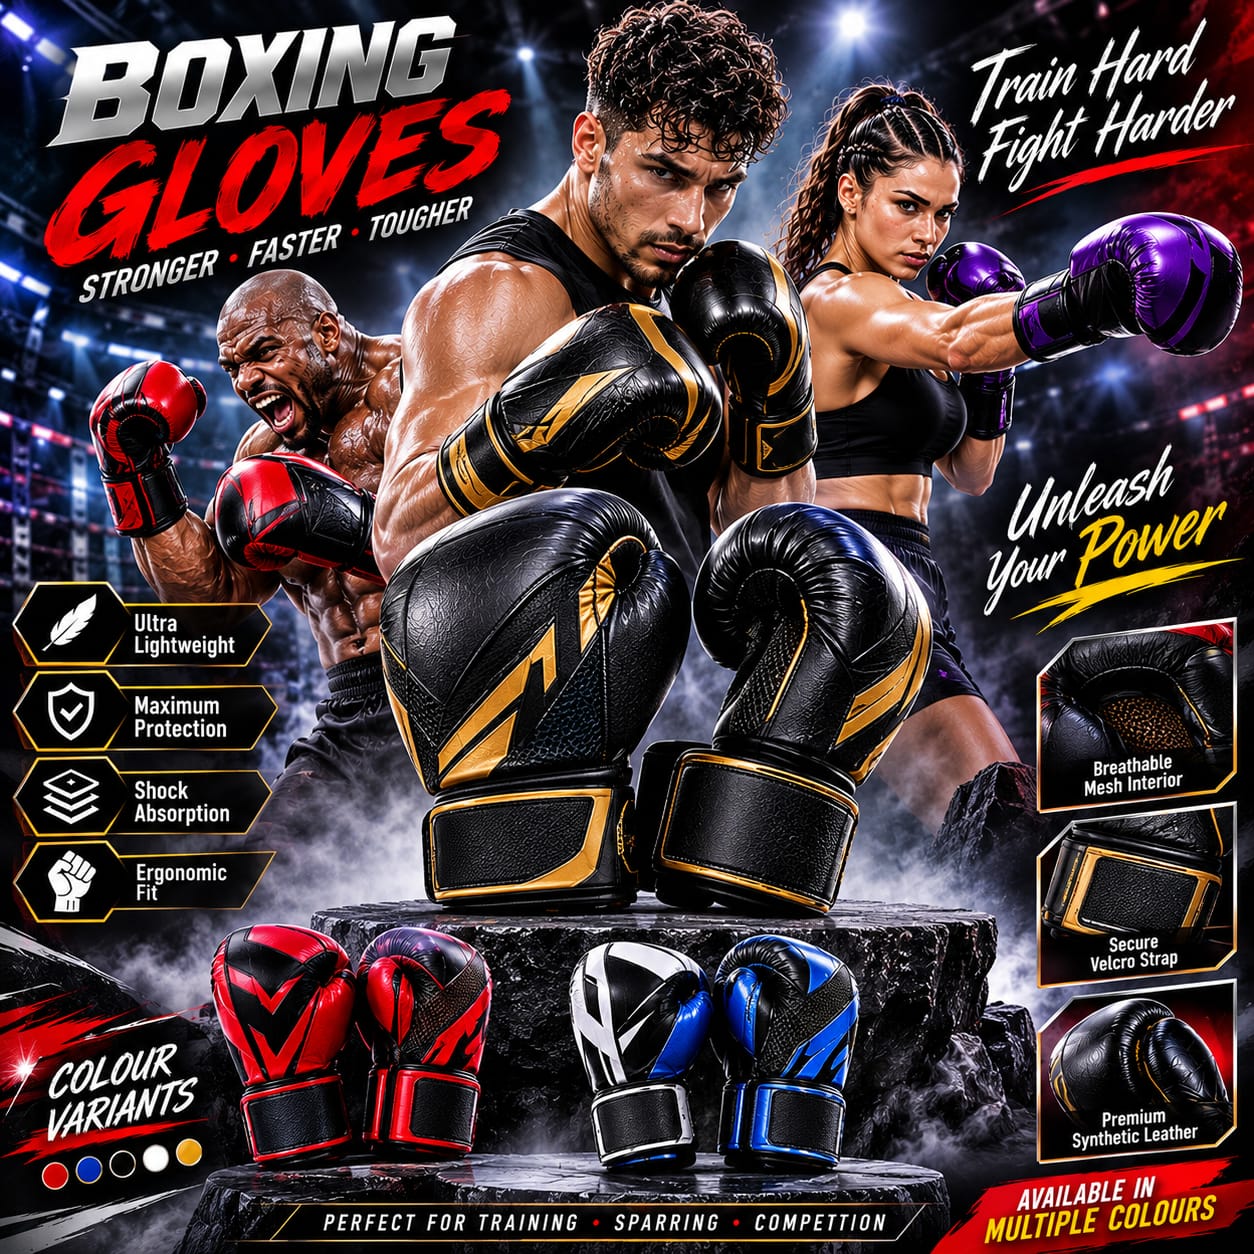 BOXING
GLOVES
STRONGER • FASTER • TOUGHER
Train Hard
Fight Harder
Unleash
Your Power
Ultra
Lightweight
Maximum
Protection
Shock
Absorption
Ergonomic
Fit
Breathable
Mesh Interior
Secure
Velcro Strap
Premium
Synthetic Leather
COLOUR
VARIANTS
PERFECT FOR TRAINING • SPARRING • COMPETTION
AVAILABLE IN
MULTIPLE COLOURS